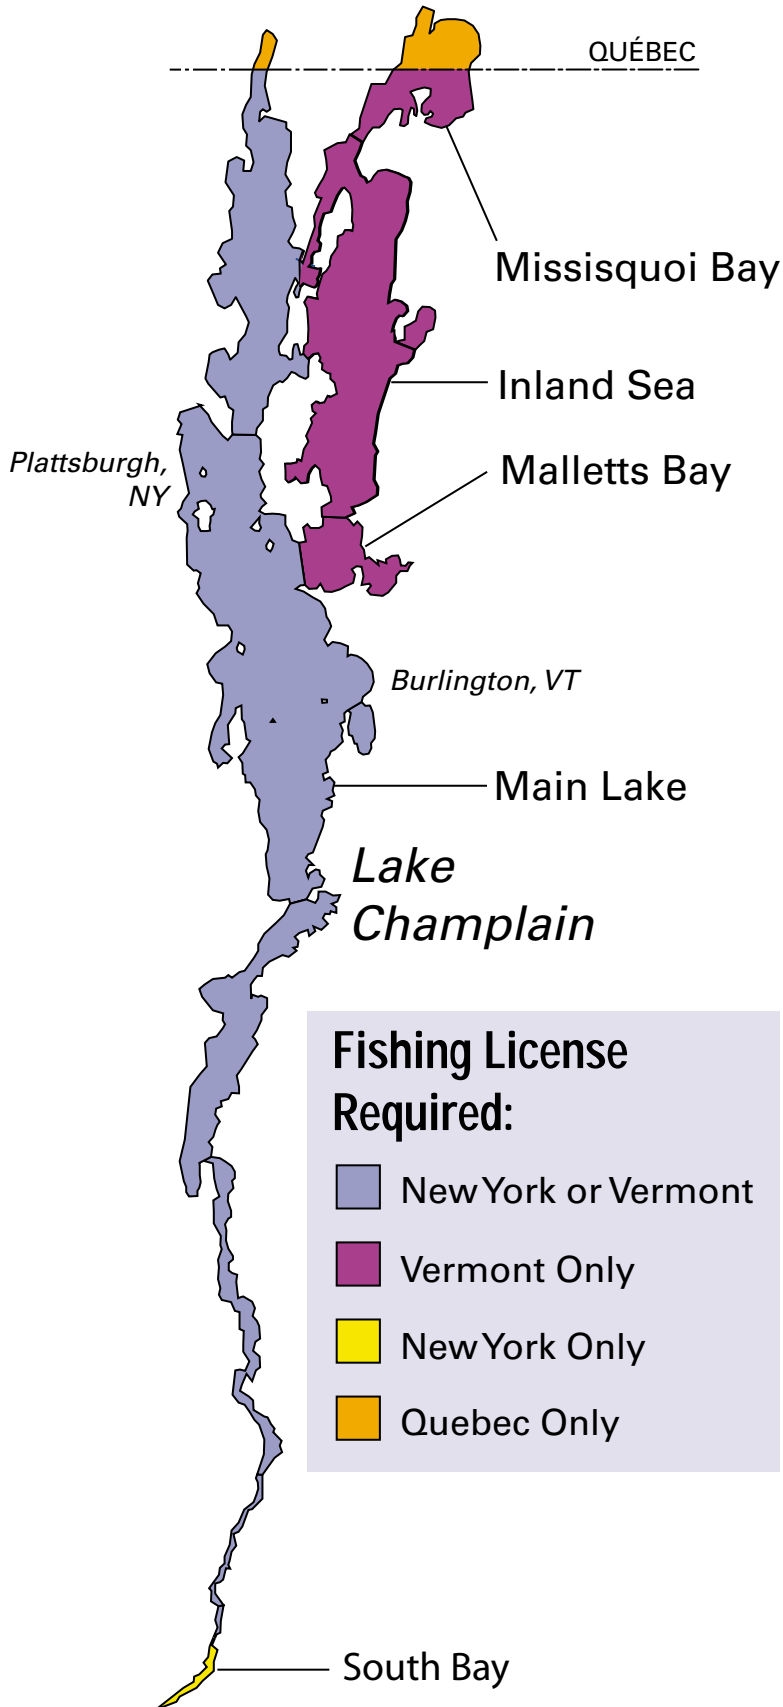 QUÉBEC
Missisquoi Bay
Inland Sea
Plattsburgh,
NY
Malletts Bay
Burlington, VT
Main Lake
Lake
Champlain
Fishing License
Required:
New York or Vermont
Vermont Only
New York Only
Quebec Only
South Bay